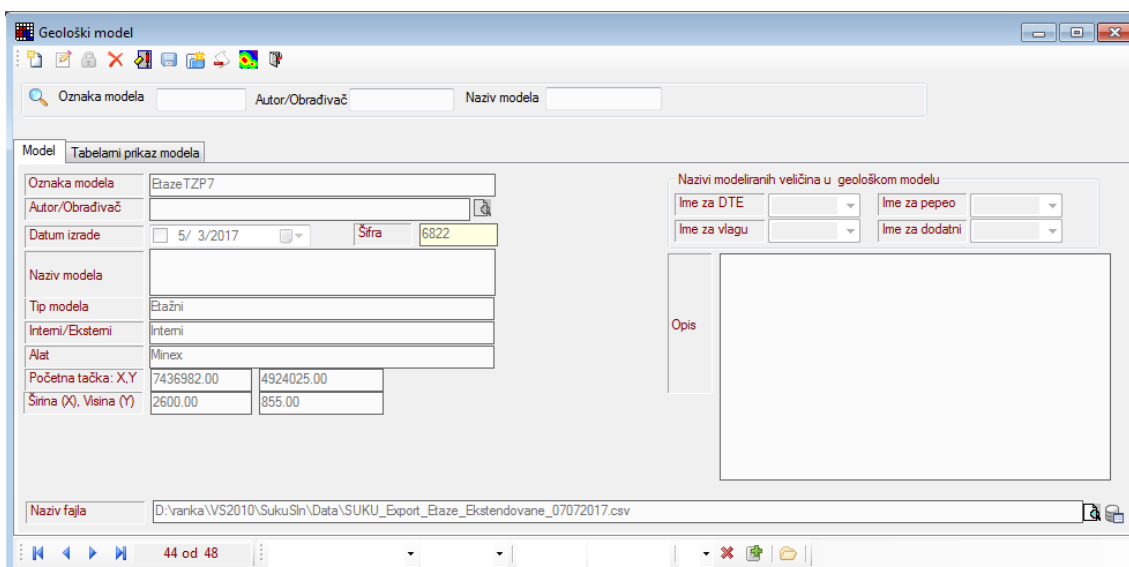 Geološki model
Oznaka modela Autor/Obrađivač Naziv modela
Model Tabelarni prikaz modela
Oznaka modela EtazeTZP7
Autor/Obrađivač
Datum izrade 5/ 3/2017 Šifra 6822
Naziv modela
Tip modela Etažni
Interni/Eksterni Interni
Alat Minex
Početna tačka: X,Y 7436982.00 4924025.00
Širina (X), Visina (Y) 2600.00 855.00
Nazivi modeliranih veličina u geološkom modelu
Ime za DTE Ime za pepeo
Ime za vlagu Ime za dodatni
Opis
Naziv fajla D:\ranka\VS2010\SukuSln\Data\SUKU_Export_Etaze_Ekstendovane_07072017.csv
44 od 48